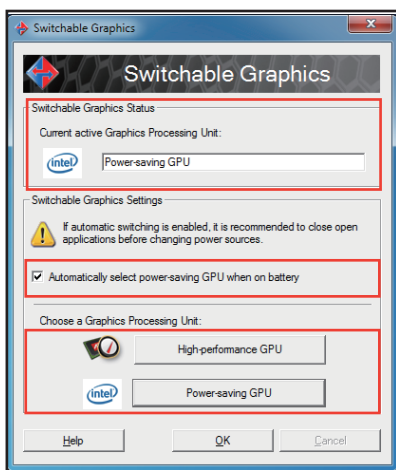 Switchable Graphics
Switchable Graphics
Switchable Graphics Status
Current active Graphics Processing Unit:
intel
Power-saving GPU
Switchable Graphics Settings
If automatic switching is enabled, it is recommended to close open
applications before changing power sources.
Automatically select power-saving GPU when on battery
Choose a Graphics Processing Unit:
High-performance GPU
intel
Power-saving GPU
Help
OK
Cancel